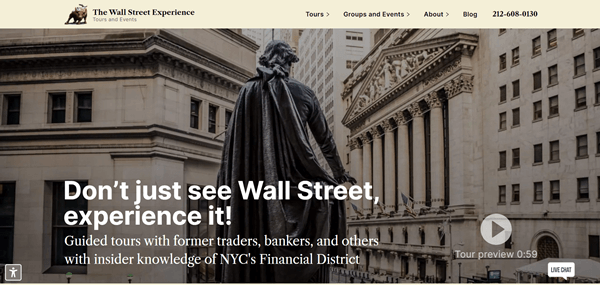 The Wall Street Experience
Tours and Events
Tours >
Groups and Events >
About >
Blog
212-608-0130
Don’t just see Wall Street,
experience it!
Guided tours with former traders, bankers, and others
with insider knowledge of NYC's Financial District
Tour preview 0:59
LIVE CHAT